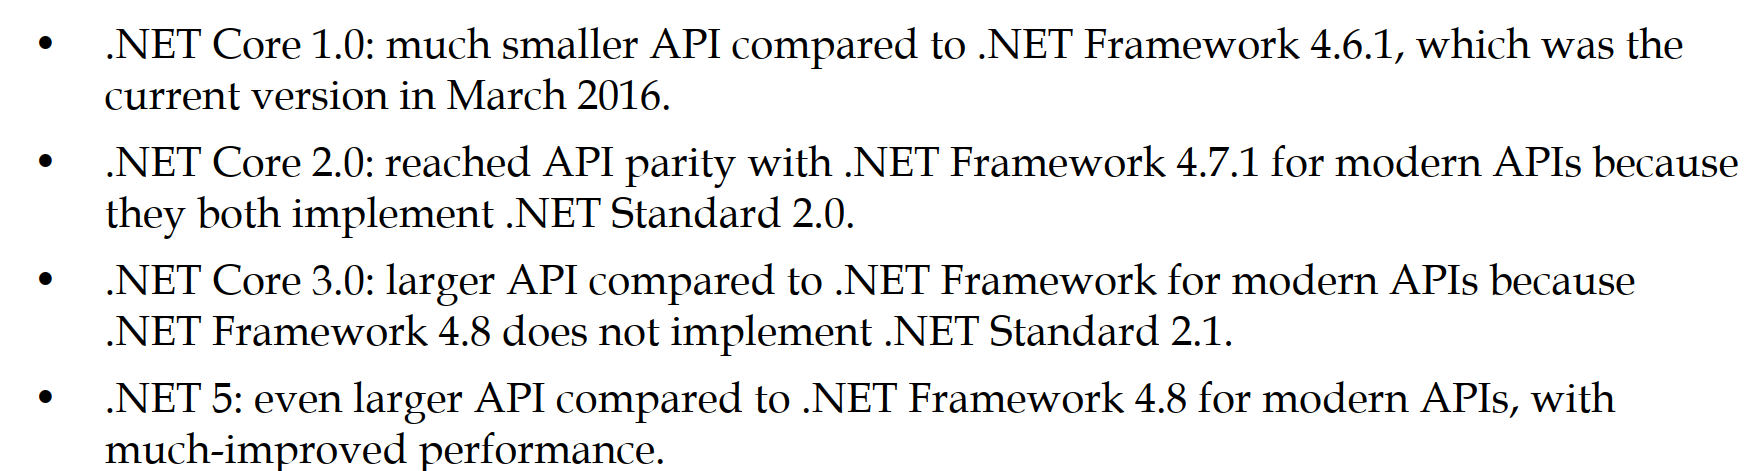 • .NET Core 1.0: much smaller API compared to .NET Framework 4.6.1, which was the
current version in March 2016.
• .NET Core 2.0: reached API parity with .NET Framework 4.7.1 for modern APIs because
they both implement .NET Standard 2.0.
• .NET Core 3.0: larger API compared to .NET Framework for modern APIs because
.NET Framework 4.8 does not implement .NET Standard 2.1.
• .NET 5: even larger API compared to .NET Framework 4.8 for modern APIs, with
much-improved performance.